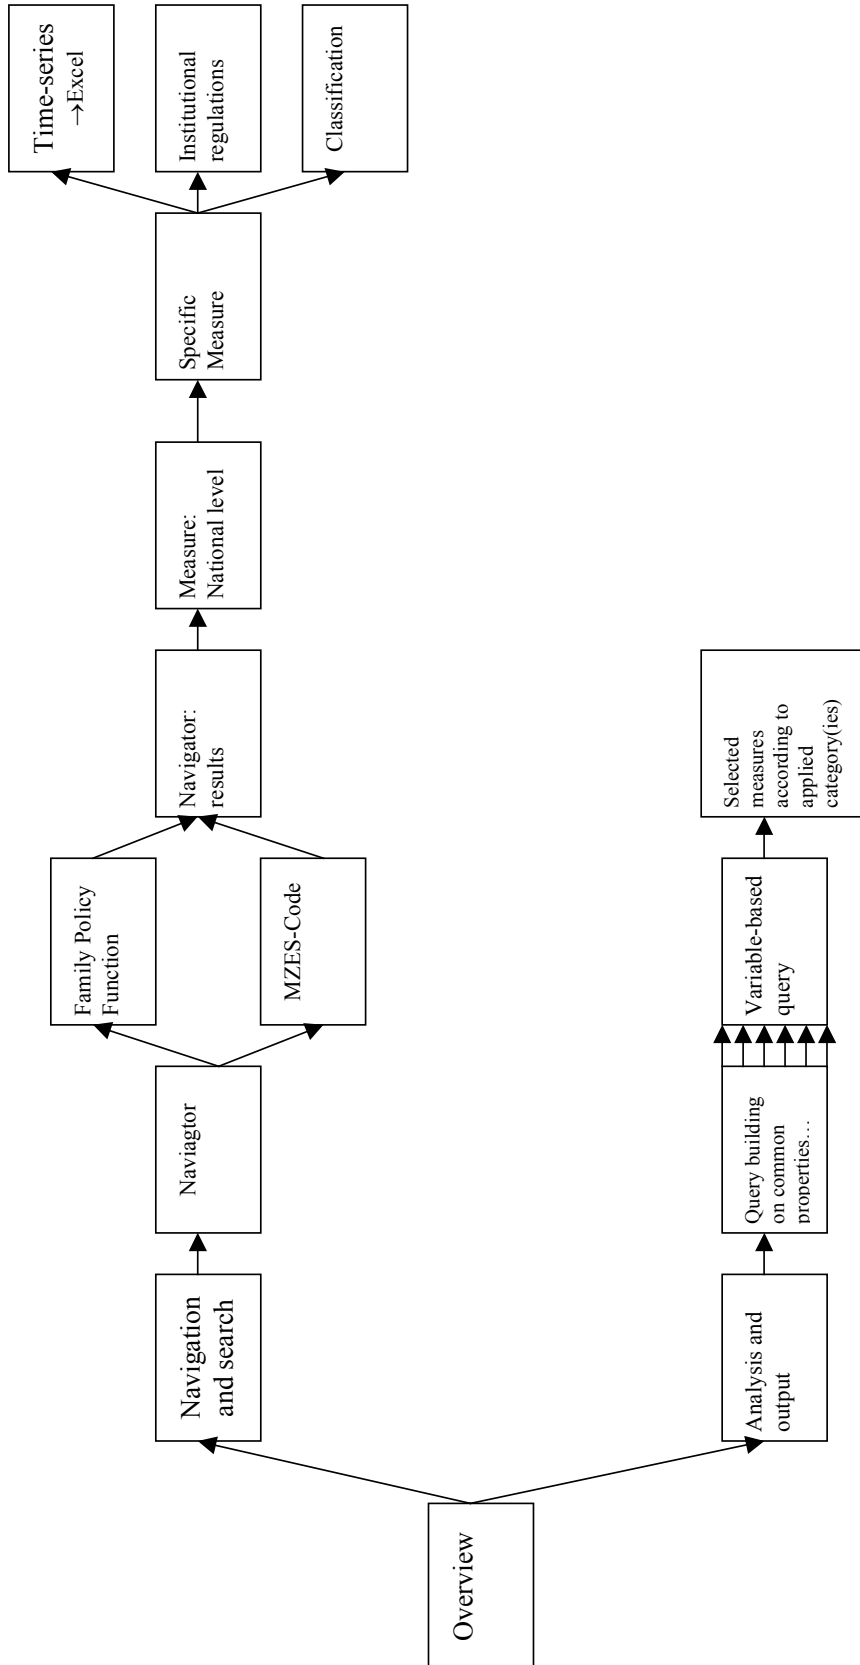 Overview
Navigation
and search
Naviagtor
Family Policy
Function
MZES-Code
Navigator:
results
Measure:
National level
Specific
Measure
Time-series
→Excel
Institutional
regulations
Classification
Analysis and
output
Query building
on common
properties…
Variable-based
query
Selected
measures
according to
applied
category(ies)